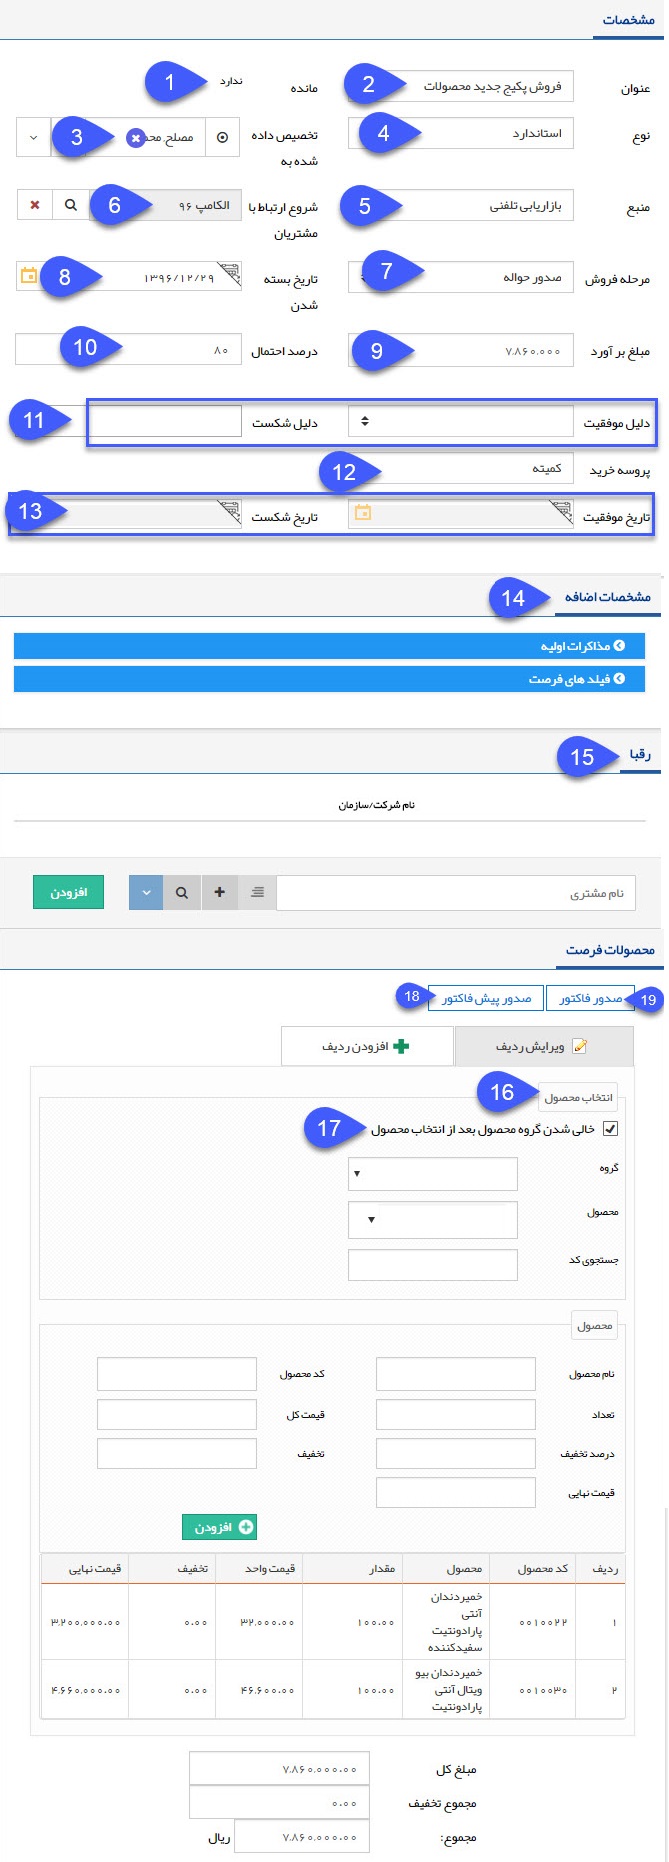 مشخصات
عنوان
فروش پکیج جدید محصولات
2
مانده
ندارد
1
نوع
استاندارد
4
تخصیص داده
شده به
مصلح محم
3
منبع
بازاریابی تلفنی
5
شروع ارتباط با
مشتریان
الکامپ ۹۶
6
مرحله فروش
صدور حواله
7
تاریخ بسته
شدن
۱۳۹۶/۱۲/۲۹
8
مبلغ بر آورد
۷,۸۶۰,۰۰۰
9
درصد احتمال
۸۰
10
دلیل موفقیت
دلیل شکست
11
پروسه خرید
کمیته
12
تاریخ موفقیت
تاریخ شکست
13
مشخصات اضافه
14
مذاکرات اولیه
فیلد های فرصت
رقبا
15
نام شرکت/سازمان
نام مشتری
افزودن
محصولات فرصت
19
صدور فاکتور
صدور پیش فاکتور
18
ویرایش ردیف
افزودن ردیف
انتخاب محصول
16
خالی شدن گروه محصول بعد از انتخاب محصول
17
گروه
محصول
جستجوی کد
محصول
نام محصول
کد محصول
تعداد
قیمت کل
درصد تخفیف
تخفیف
قیمت نهایی
افزودن
ردیف کد محصول محصول مقدار قیمت واحد تخفیف قیمت نهایی
۱ ۰۰۱۰۰۲۲ خمیردندان آنتی پارادونتیت سفیدکننده ۱۰۰.۰۰ ۳۲,۰۰۰.۰۰ ۰.۰۰ ۳,۲۰۰,۰۰۰.۰۰
۲ ۰۰۱۰۰۳۰ خمیردندان بیو ویتال آنتی پارادونتیت ۱۰۰.۰۰ ۴۶,۶۰۰.۰۰ ۰.۰۰ ۴,۶۶۰,۰۰۰.۰۰
مبلغ کل
۷,۸۶۰,۰۰۰.۰۰
مجموع تخفیف
۰.۰۰
مجموع:
۷,۸۶۰,۰۰۰.۰۰
ریال